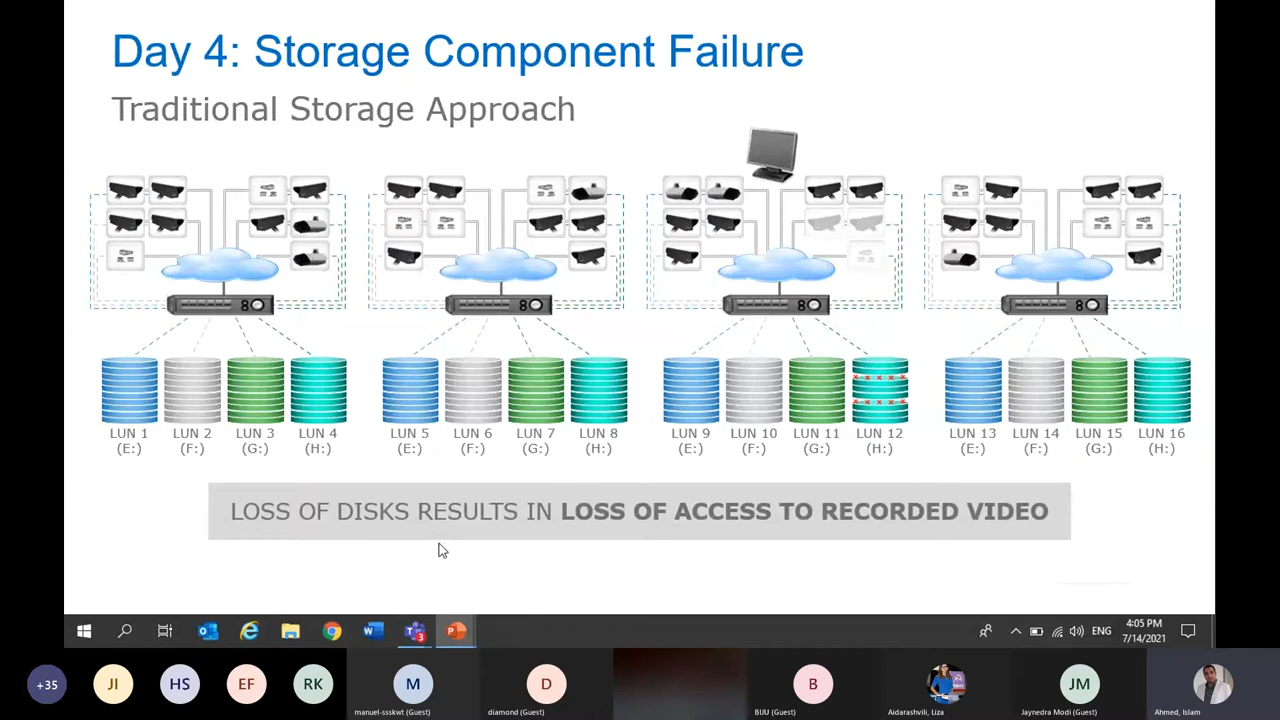 Day 4: Storage Component Failure
Traditional Storage Approach
LUN 1 LUN 2 LUN 3 LUN 4 LUN 5 LUN 6 LUN 7 LUN 8 LUN 9 LUN 10 LUN 11 LUN 12 LUN 13 LUN 14 LUN 15 LUN 16
(E:) (F:) (G:) (H:) (E:) (F:) (G:) (H:) (E:) (F:) (G:) (H:) (E:) (F:) (G:) (H:)
LOSS OF DISKS RESULTS IN LOSS OF ACCESS TO RECORDED VIDEO
ENG
4:05 PM
7/14/2021
3
+35
JI
HS
EF
RK
M
manuel-ssskwt (Guest)
D
diamond (Guest)
B
BIJU (Guest)
Aidarashvili, Liza
JM
Jaynedra Modi (Guest)
Ahmed, Islam